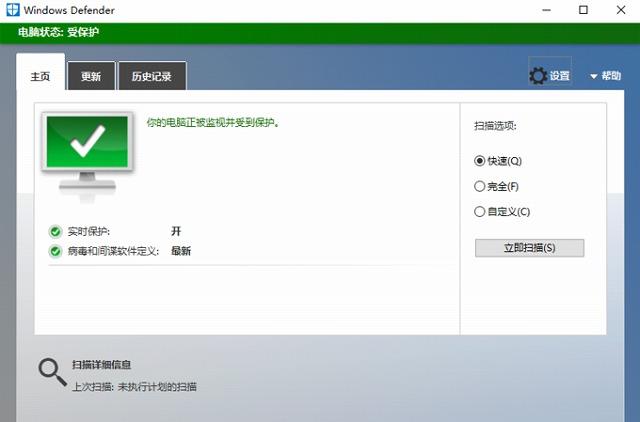 Windows Defender
电脑状态: 受保护
主页
更新
历史记录
设置
帮助
你的电脑正被监视并受到保护。
实时保护:
开
病毒和间谍软件定义:
最新
扫描选项:
快速(Q)
完全(F)
自定义(C)
立即扫描(S)
扫描详细信息
上次扫描: 未执行计划的扫描